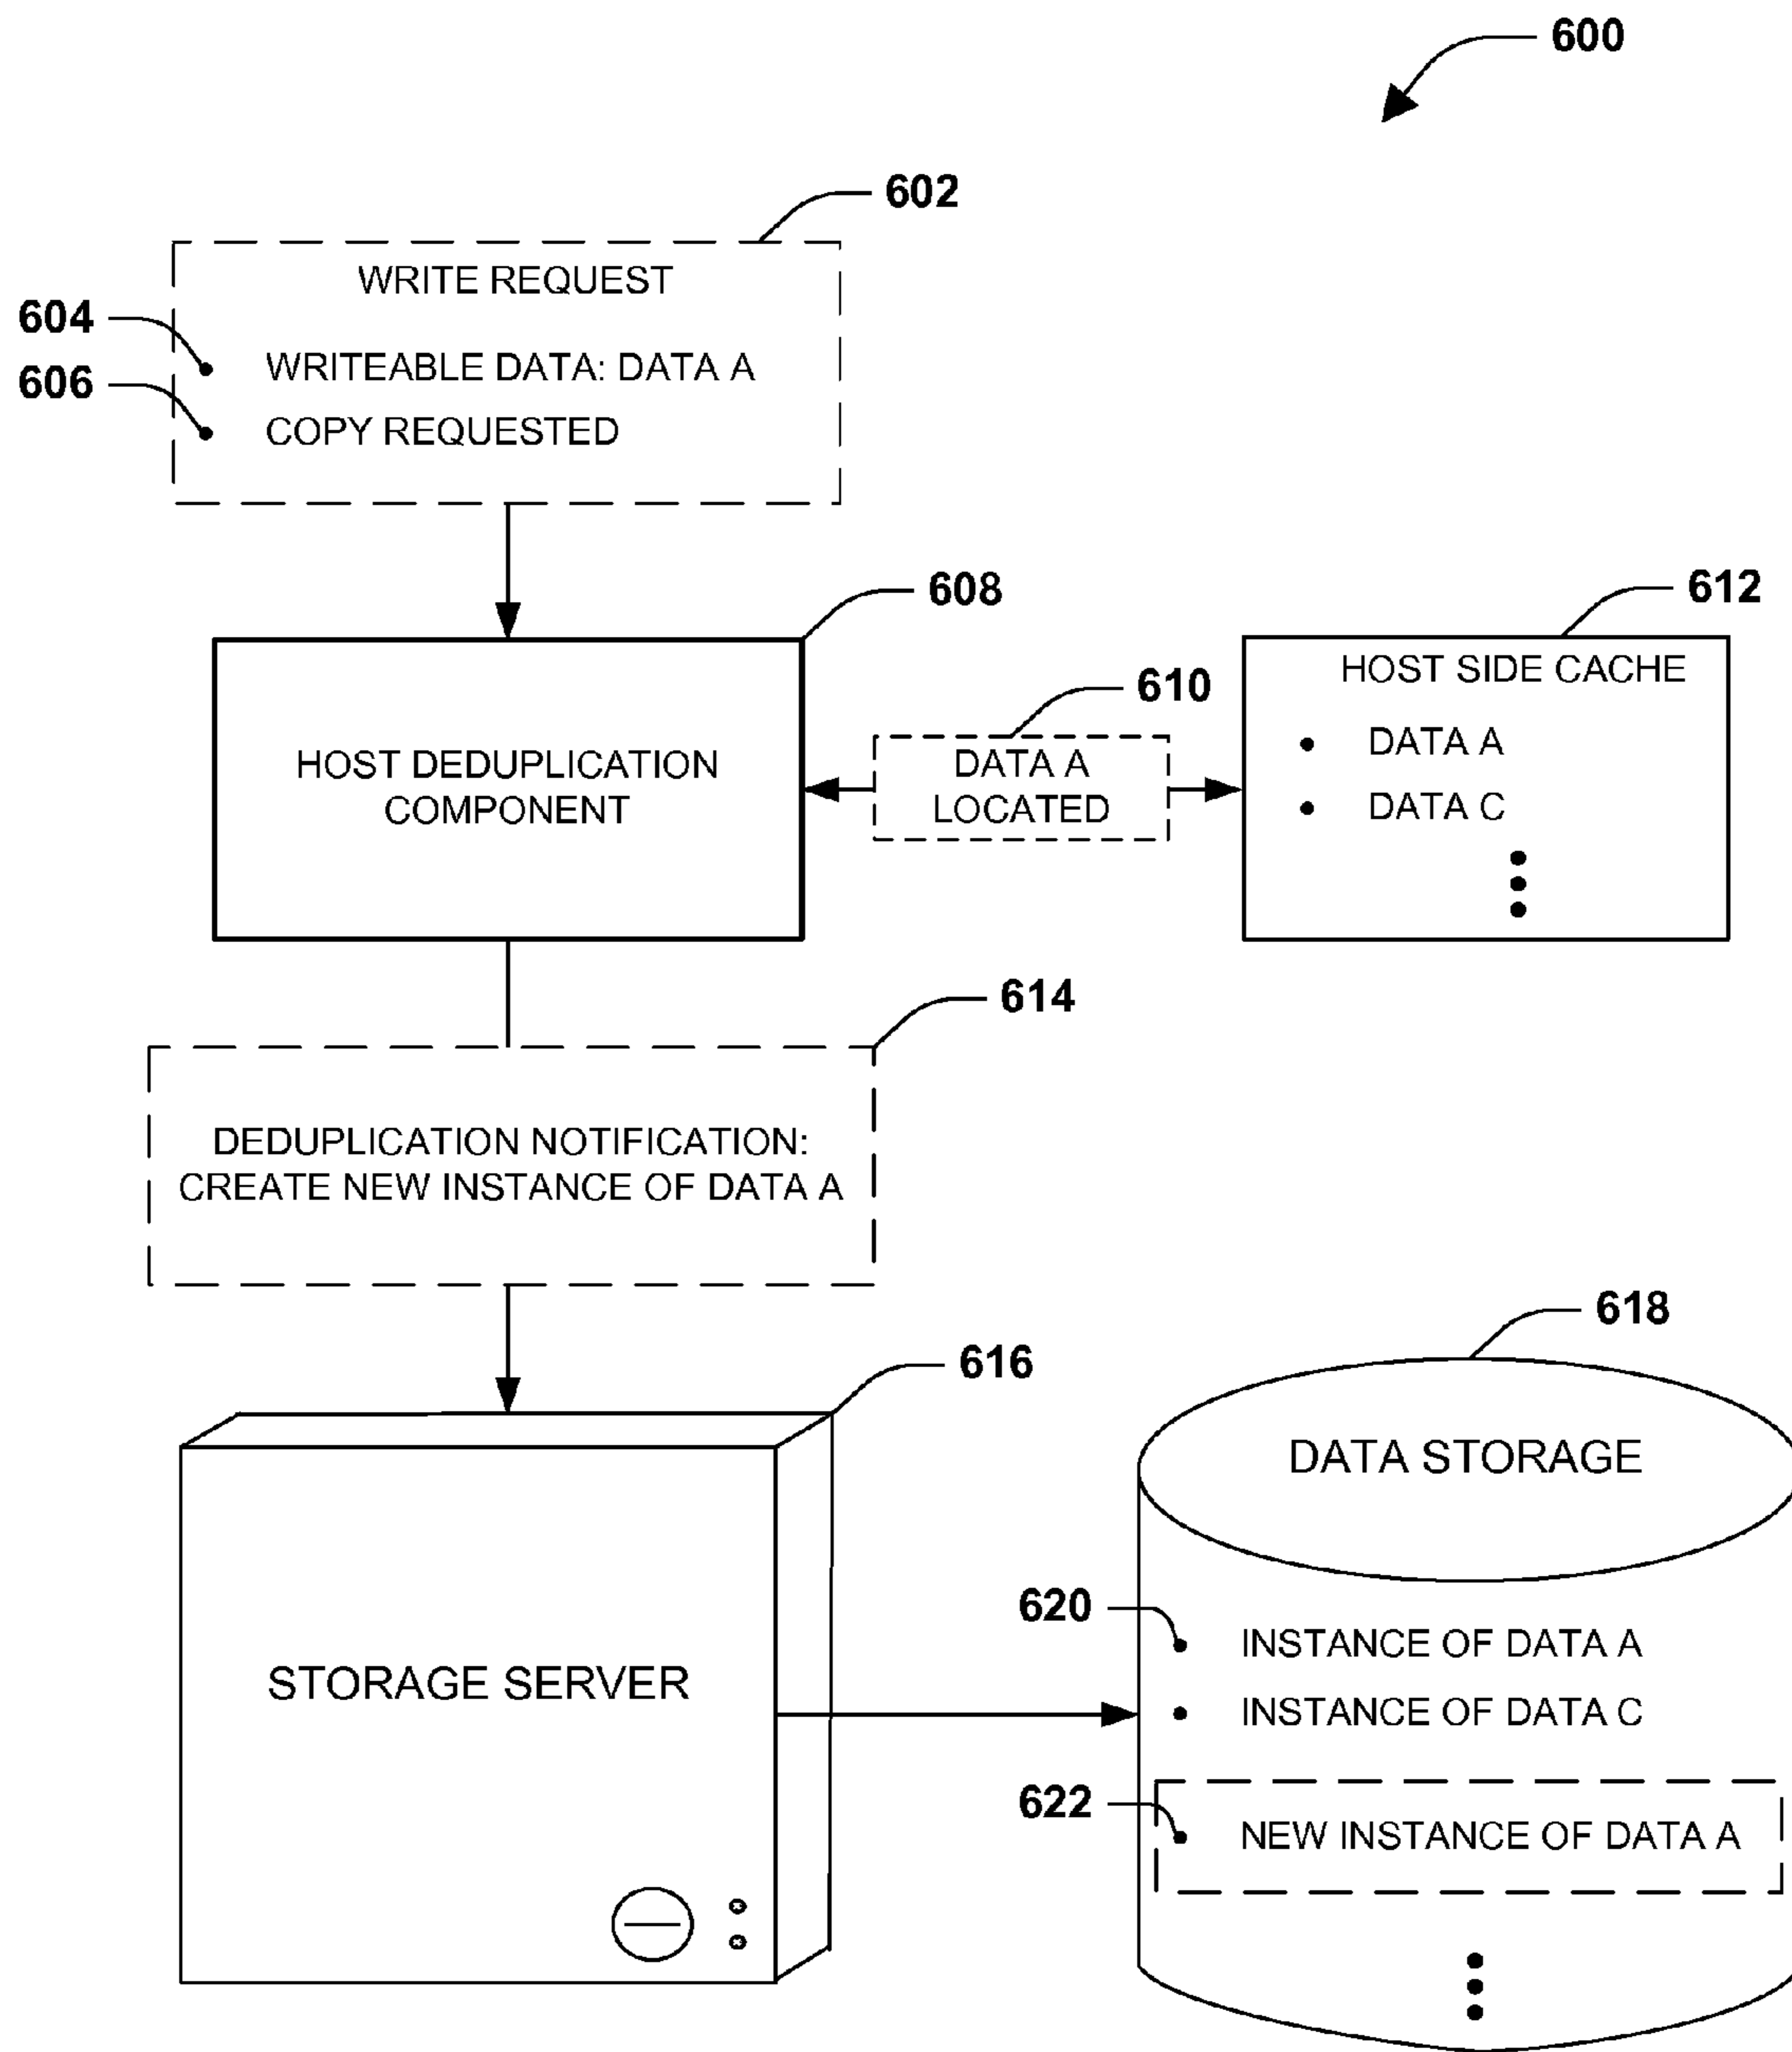 600
602
WRITE REQUEST
604
WRITEABLE DATA: DATA A
606
COPY REQUESTED
608
612
HOST SIDE CACHE
610
DATA A
DATA C
HOST DEDUPLICATION
COMPONENT
DATA A
LOCATED
614
DEDUPLICATION NOTIFICATION:
CREATE NEW INSTANCE OF DATA A
618
616
DATA STORAGE
620
INSTANCE OF DATA A
STORAGE SERVER
INSTANCE OF DATA C
622
NEW INSTANCE OF DATA A